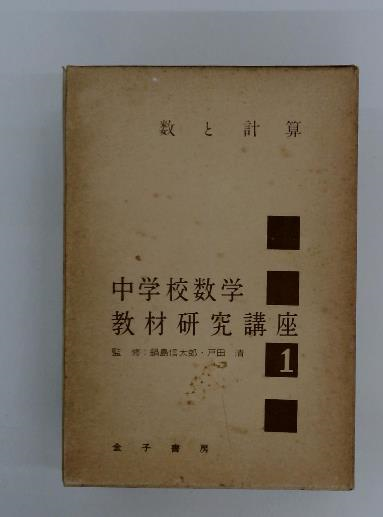 数と計算
中学校数学
教材研究講座
監修：鍋島信太郎・戸田清
1
金子書房